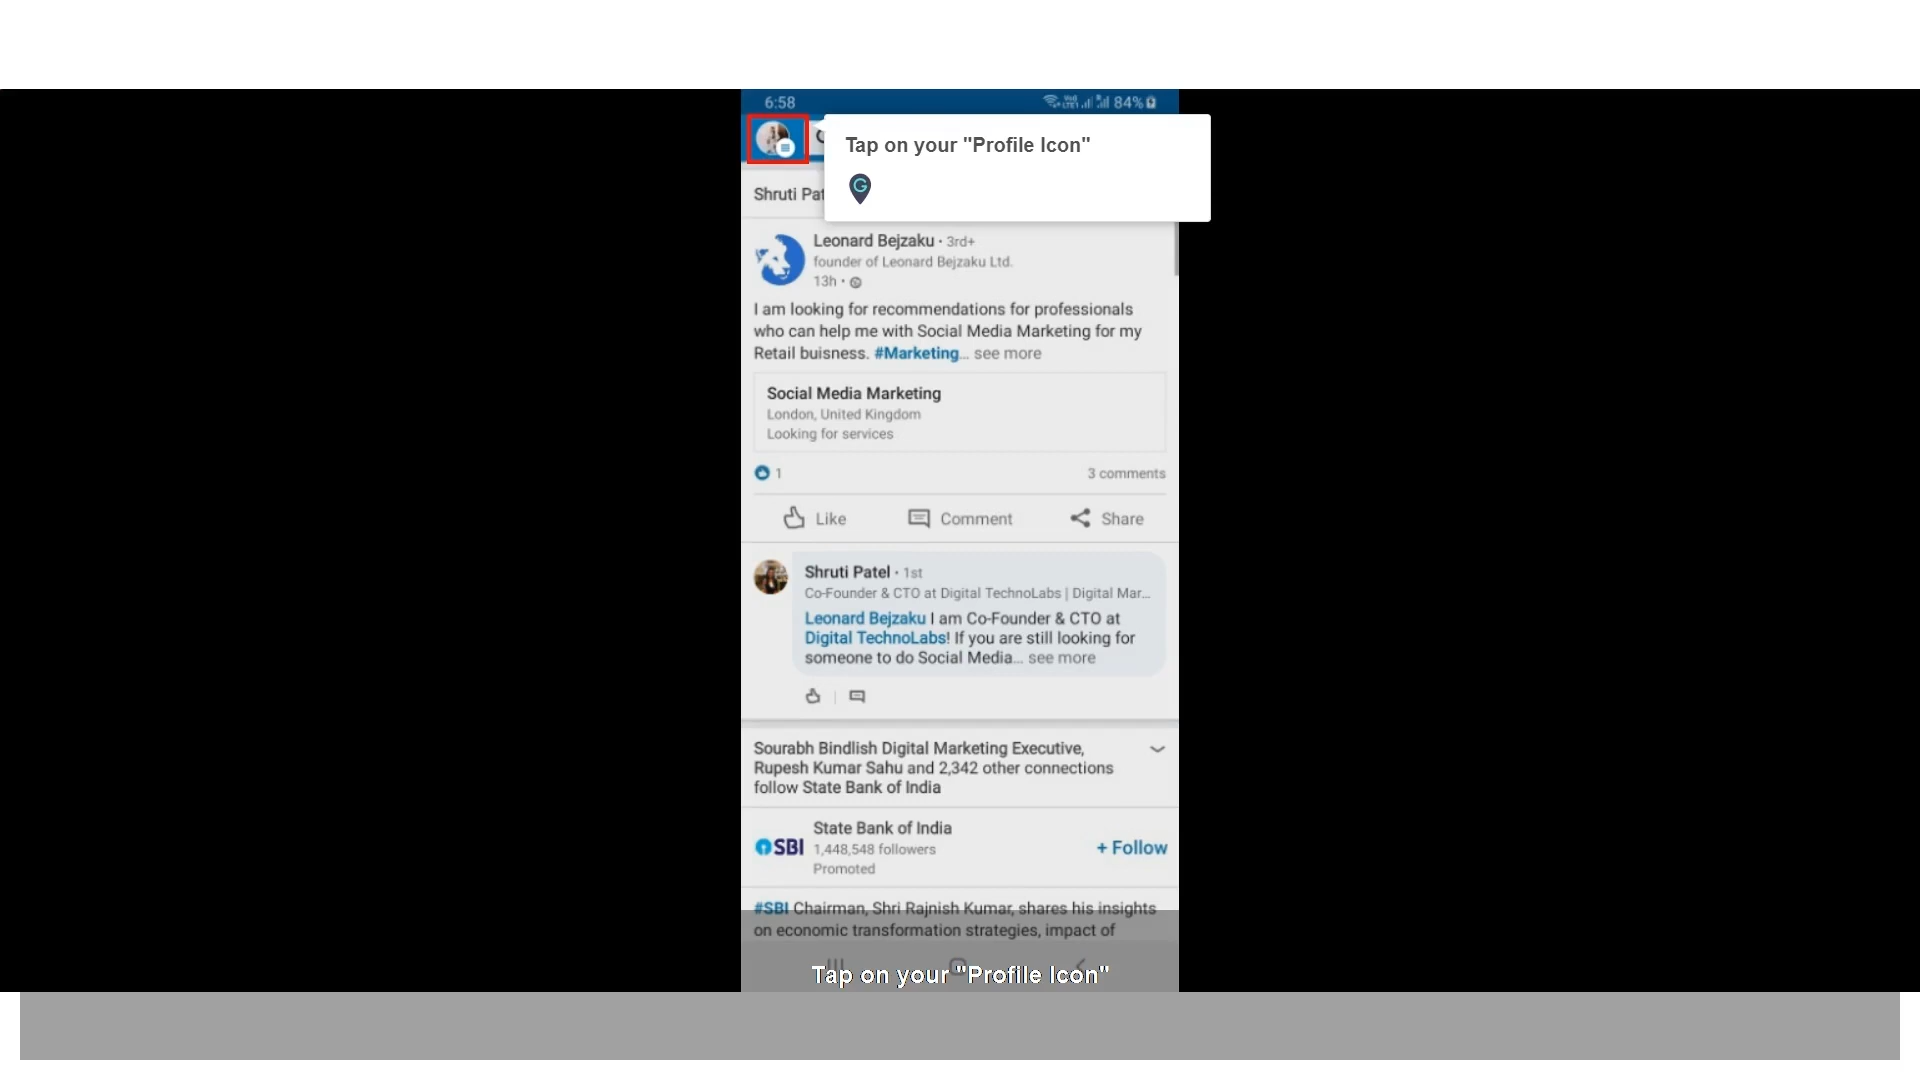 6:58
84%
Tap on your "Profile Icon"
G
Shruti Pat
Leonard Bejzaku • 3rd+
founder of Leonard Bejzaku Ltd.
13h •
I am looking for recommendations for professionals
who can help me with Social Media Marketing for my
Retail buisness. #Marketing... see more
Social Media Marketing
London, United Kingdom
Looking for services
1
3 comments
Like
Comment
Share
Shruti Patel • 1st
Co-Founder & CTO at Digital TechnoLabs | Digital Mar...
Leonard Bejzaku I am Co-Founder & CTO at
Digital TechnoLabs! If you are still looking for
someone to do Social Media... see more
Sourabh Bindlish Digital Marketing Executive,
Rupesh Kumar Sahu and 2,342 other connections
follow State Bank of India
SBI
State Bank of India
1,448,548 followers
Promoted
+ Follow
#SBI Chairman, Shri Rajnish Kumar, shares his insights
on economic transformation strategies, impact of
Tap on your "Profile Icon"